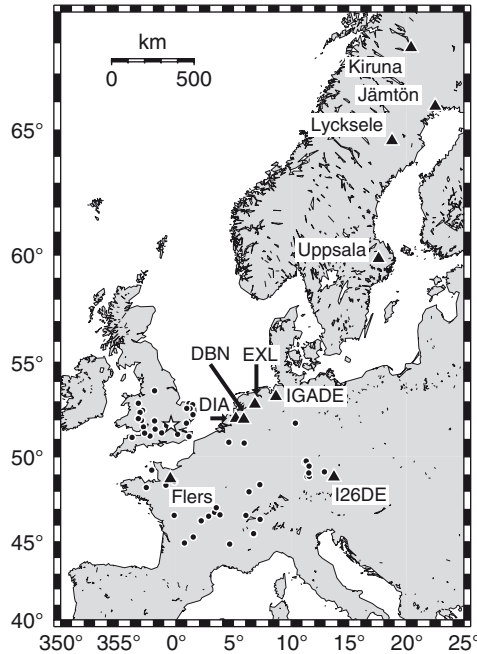 km
0 500
Kiruna
Jämtön
65°
Lycksele
60°
Uppsala
55°
DBN
EXL
DIA
IGADE
50°
Flers
I26DE
45°
40°
350° 355° 0° 5° 10° 15° 20° 25°